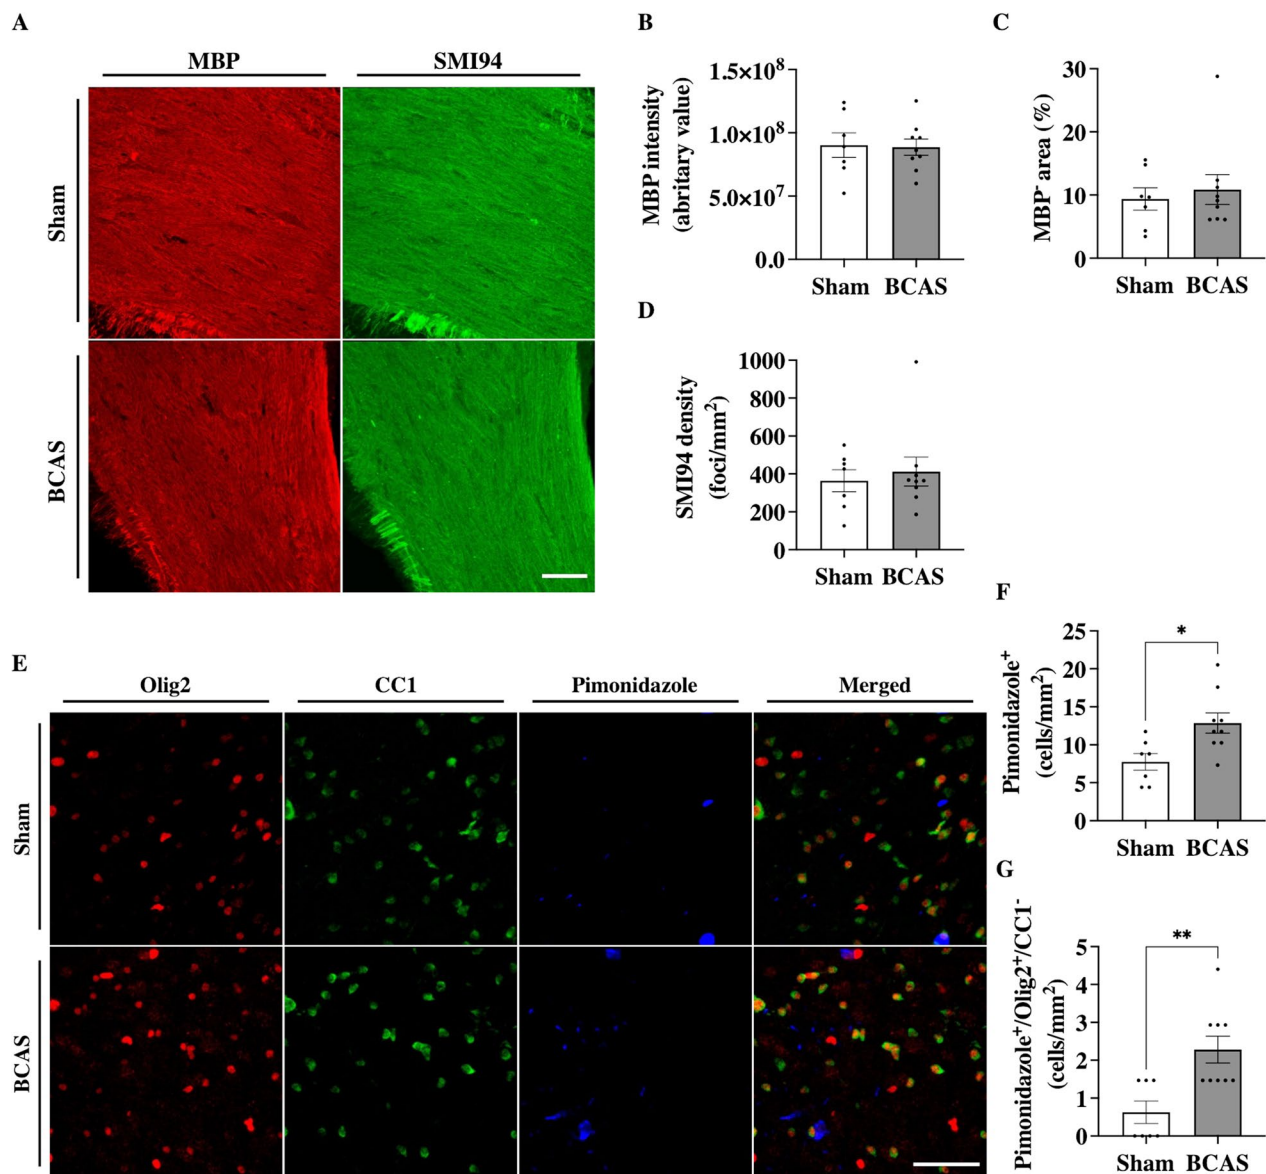 A
MBP
SMI94
Sham
BCAS
B
MBP intensity
(abritary value)
1.5×10⁸
1.0×10⁸
5.0×10⁷
0.0
Sham BCAS
C
MBP⁻ area (%)
30
20
10
0
Sham BCAS
D
SMI94 density
(foci/mm²)
1000
800
600
400
200
0
Sham BCAS
E
Olig2
CC1
Pimonidazole
Merged
Sham
BCAS
F
Pimonidazole⁺
(cells/mm²)
25
20
15
10
5
0
*
Sham BCAS
G
Pimonidazole⁺/Olig2⁺/CC1⁻
(cells/mm²)
5
4
3
2
1
0
**
Sham BCAS